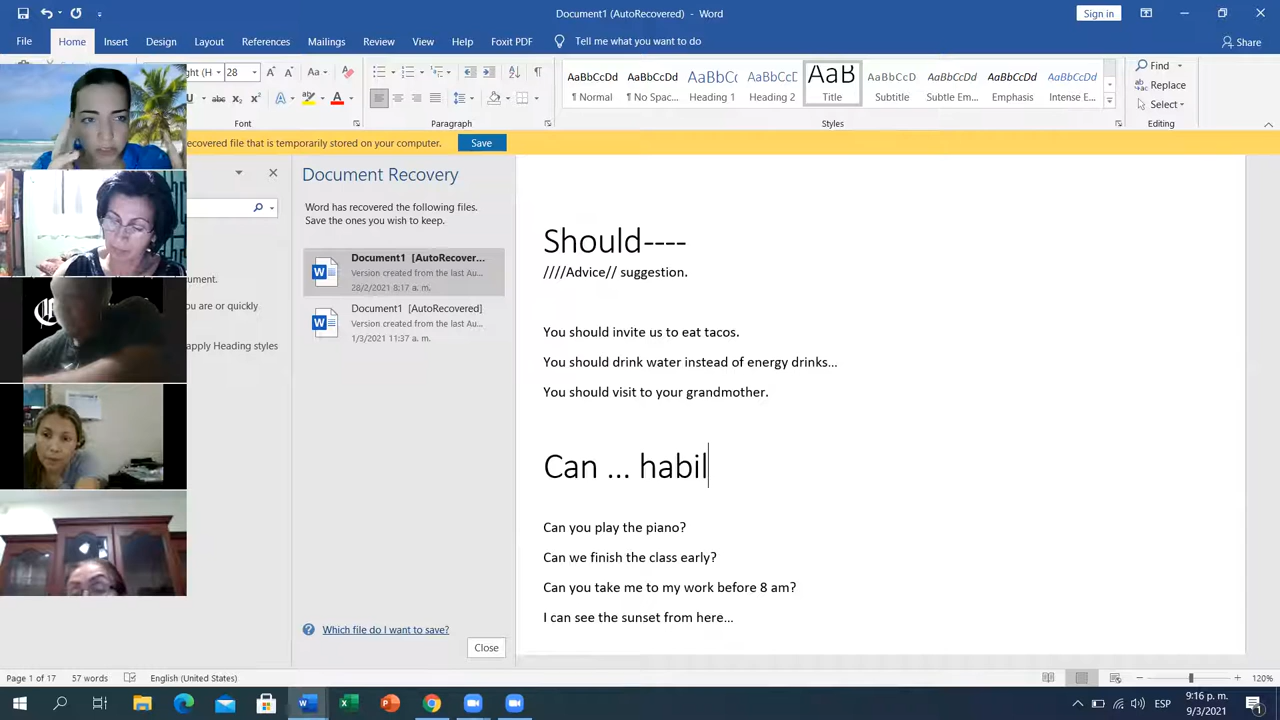 Document1 (AutoRecovered) - Word
Sign in
File Home Insert Design Layout References Mailings Review View Help Foxit PDF Tell me what you want to do Share
28 Aa
AaBbCcDd AaBbCcDd AaBbCc AaBbCcD AaB AaBbCcDd AaBbCcDd AaBbCcDd AaBbCcDd
¶ Normal ¶ No Spac... Heading 1 Heading 2 Title Subtitle Subtle Em... Emphasis Intense E...
Find
Replace
Select
Font Paragraph Styles Editing
ecovered file that is temporarily stored on your computer. Save
Document Recovery
Word has recovered the following files.
Save the ones you wish to keep.
Document1 [AutoRecover...
Version created from the last Au...
28/2/2021 8:17 a. m.
Document1 [AutoRecovered]
Version created from the last Au...
1/3/2021 11:37 a. m.
cument.
you are or quickly
apply Heading styles
Which file do I want to save?
Close
Should----
////Advice// suggestion.
You should invite us to eat tacos.
You should drink water instead of energy drinks...
You should visit to your grandmother.
Can ... habil
Can you play the piano?
Can we finish the class early?
Can you take me to my work before 8 am?
I can see the sunset from here...
Page 1 of 17 57 words English (United States) 120%
ESP 9:16 p. m.
9/3/2021